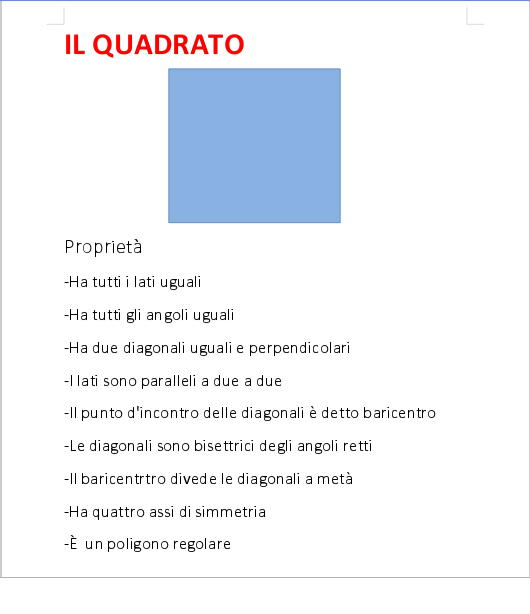 IL QUADRATO
Proprietà
-Ha tutti i lati uguali
-Ha tutti gli angoli uguali
-Ha due diagonali uguali e perpendicolari
-I lati sono paralleli a due a due
-Il punto d'incontro delle diagonali è detto baricentro
-Le diagonali sono bisettrici degli angoli retti
-Il baricentrtro divede le diagonali a metà
-Ha quattro assi di simmetria
-È un poligono regolare